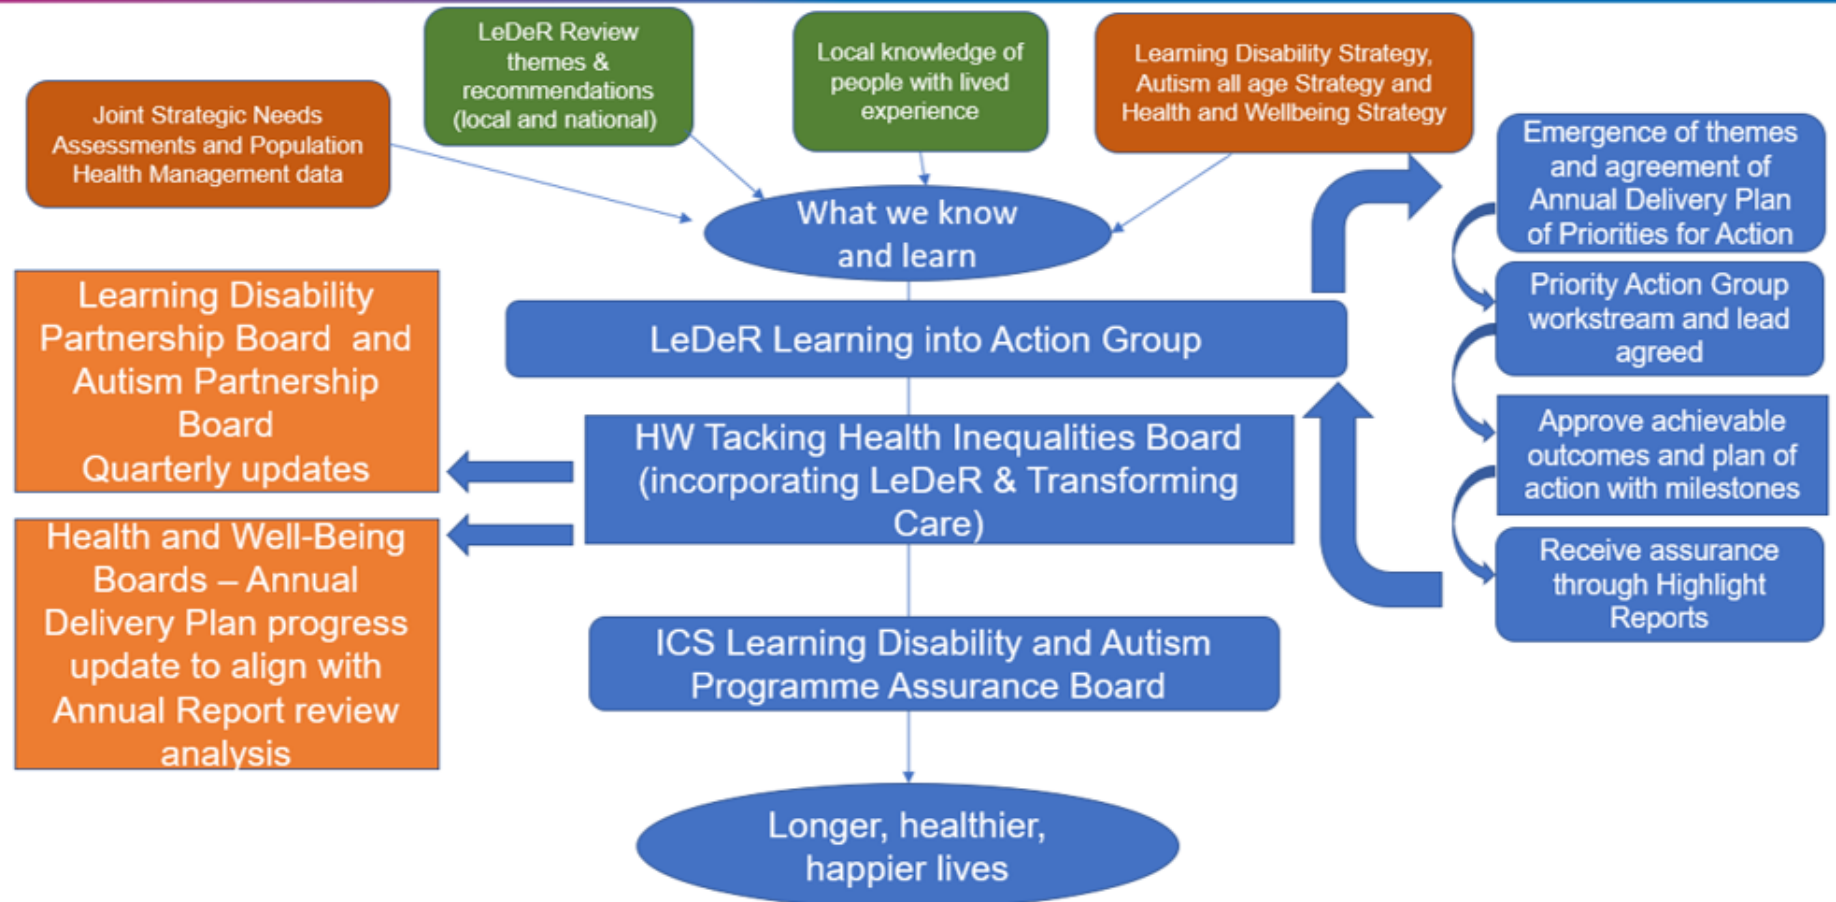 LeDeR Review
themes &
recommendations
(local and national)
Local knowledge of
people with lived
experience
Learning Disability Strategy,
Autism all age Strategy and
Health and Wellbeing Strategy
Joint Strategic Needs
Assessments and Population
Health Management data
What we know
and learn
Emergence of themes
and agreement of
Annual Delivery Plan
of Priorities for Action
Learning Disability
Partnership Board and
Autism Partnership
Board
Quarterly updates
LeDeR Learning into Action Group
Priority Action Group
workstream and lead
agreed
HW Tacking Health Inequalities Board
(incorporating LeDeR & Transforming
Care)
Approve achievable
outcomes and plan of
action with milestones
Health and Well-Being
Boards – Annual
Delivery Plan progress
update to align with
Annual Report review
analysis
Receive assurance
through Highlight
Reports
ICS Learning Disability and Autism
Programme Assurance Board
Longer, healthier,
happier lives